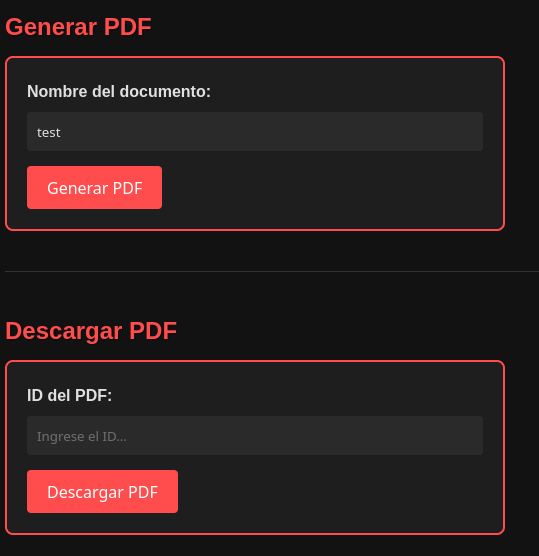 Generar PDF
Nombre del documento:
test
Generar PDF
Descargar PDF
ID del PDF:
Ingrese el ID...
Descargar PDF